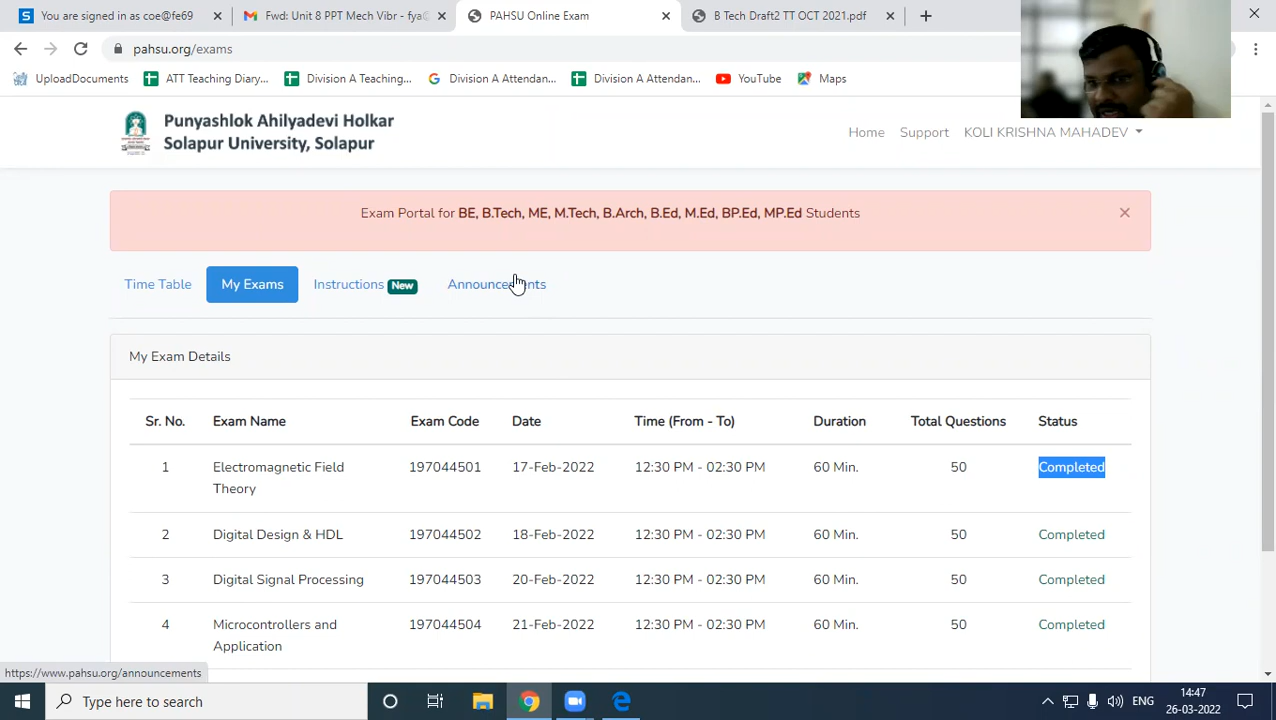 You are signed in as coe@fe69
Fwd: Unit 8 PPT Mech Vibr - fya@
PAHSU Online Exam
B Tech Draft2 TT OCT 2021.pdf
pahsu.org/exams
UploadDocuments
ATT Teaching Diary...
Division A Teaching...
Division A Attendan...
Division A Attendan...
YouTube
Maps
Punyashlok Ahilyadevi Holkar
Solapur University, Solapur
Home Support KOLI KRISHNA MAHADEV
Exam Portal for BE, B.Tech, ME, M.Tech, B.Arch, B.Ed, M.Ed, BP.Ed, MP.Ed Students
Time Table My Exams Instructions New Announcements
My Exam Details
Sr. No. Exam Name Exam Code Date Time (From - To) Duration Total Questions Status
1 Electromagnetic Field 197044501 17-Feb-2022 12:30 PM - 02:30 PM 60 Min. 50 Completed
Theory
2 Digital Design & HDL 197044502 18-Feb-2022 12:30 PM - 02:30 PM 60 Min. 50 Completed
3 Digital Signal Processing 197044503 20-Feb-2022 12:30 PM - 02:30 PM 60 Min. 50 Completed
4 Microcontrollers and 197044504 21-Feb-2022 12:30 PM - 02:30 PM 60 Min. 50 Completed
Application
https://www.pahsu.org/announcements
Type here to search
ENG
14:47
26-03-2022